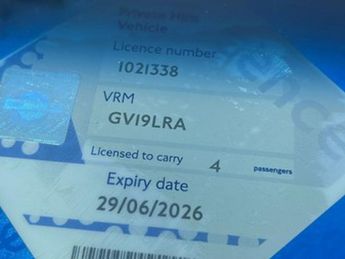 Private Hire
Vehicle
Licence number
1021338
VRM
GV19LRA
Licensed to carry 4 passengers
Expiry date
29/06/2026